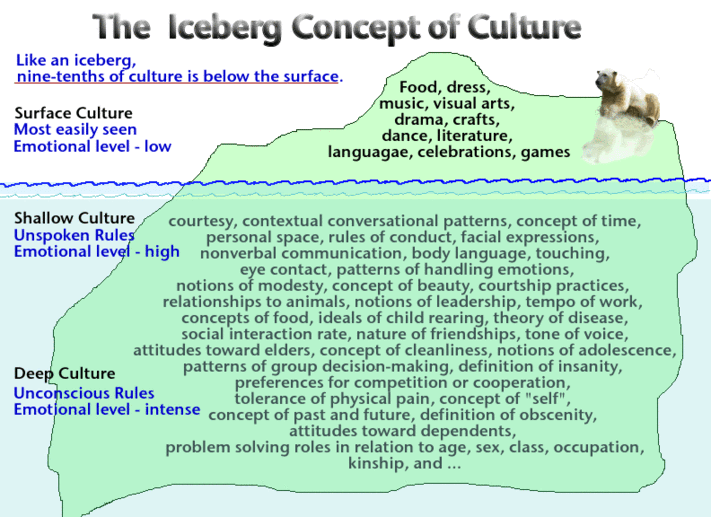 The Iceberg Concept of Culture
Like an iceberg,
nine-tenths of culture is below the surface.
Surface Culture
Most easily seen
Emotional level - low
Food, dress,
music, visual arts,
drama, crafts,
dance, literature,
languagae, celebrations, games
Shallow Culture
Unspoken Rules
Emotional level - high
courtesy, contextual conversational patterns, concept of time,
personal space, rules of conduct, facial expressions,
nonverbal communication, body language, touching,
eye contact, patterns of handling emotions,
notions of modesty, concept of beauty, courtship practices,
relationships to animals, notions of leadership, tempo of work,
concepts of food, ideals of child rearing, theory of disease,
social interaction rate, nature of friendships, tone of voice,
attitudes toward elders, concept of cleanliness, notions of adolescence,
patterns of group decision-making, definition of insanity,
preferences for competition or cooperation,
tolerance of physical pain, concept of "self",
concept of past and future, definition of obscenity,
attitudes toward dependents,
problem solving roles in relation to age, sex, class, occupation,
kinship, and ...
Deep Culture
Unconscious Rules
Emotional level - intense